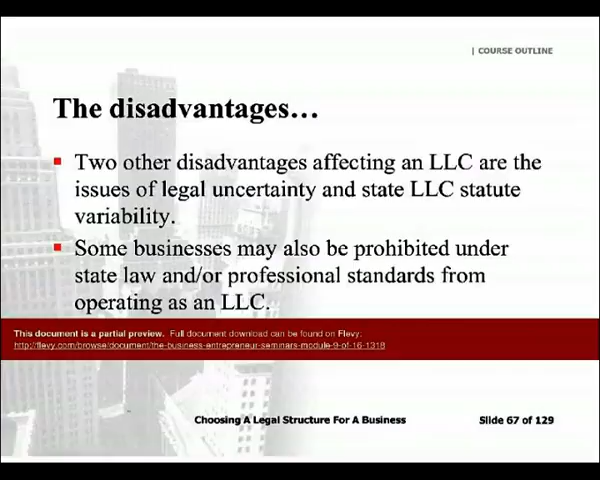 | COURSE OUTLINE
The disadvantages...
Two other disadvantages affecting an LLC are the
issues of legal uncertainty and state LLC statute
variability.
Some businesses may also be prohibited under
state law and/or professional standards from
operating as an LLC.
This document is a partial preview. Full document download can be found on Flevy:
http://flevy.com/browse/document/the-business-entrepreneur-seminars-module-9-of-16-1318
Choosing A Legal Structure For A Business
Slide 67 of 129